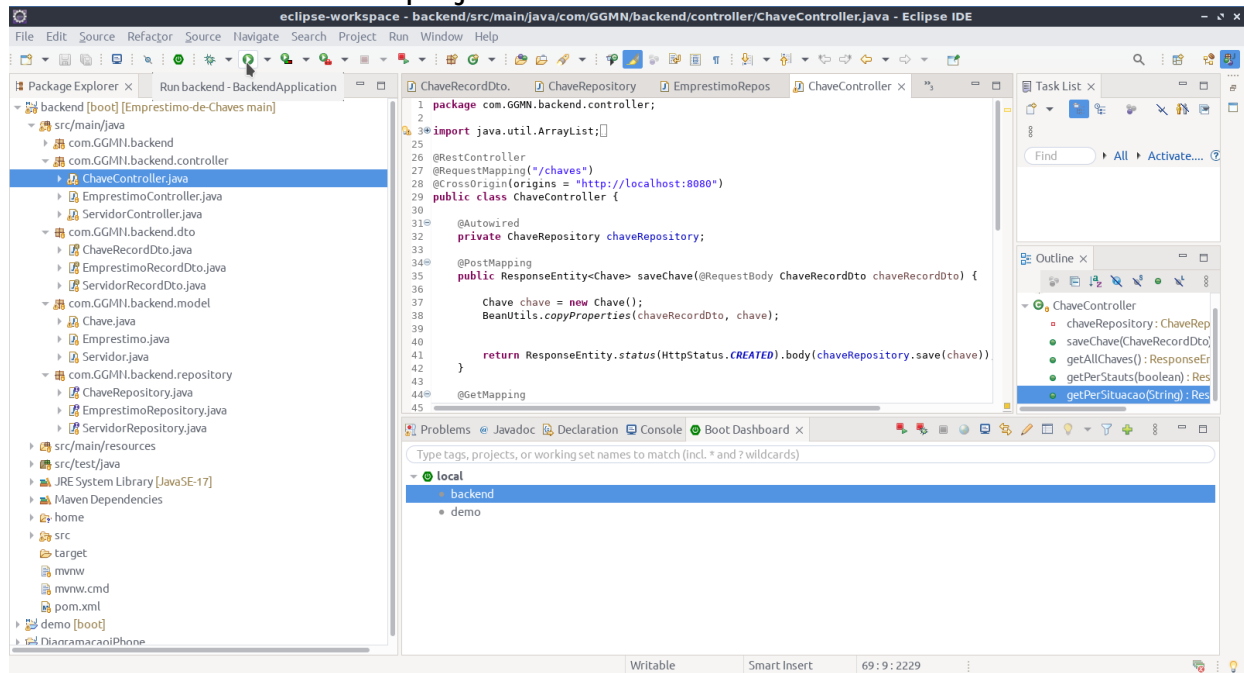 eclipse-workspace - backend/src/main/java/com/GGMN/backend/controller/ChaveController.java - Eclipse IDE
File Edit Source Refactor Source Navigate Search Project Run Window Help
Package Explorer
Run backend - BackendApplication
backend [boot] [Emprestimo-de-Chaves main]
src/main/java
com.GGMN.backend
com.GGMN.backend.controller
ChaveController.java
EmprestimoController.java
ServidorController.java
com.GGMN.backend.dto
ChaveRecordDto.java
EmprestimoRecordDto.java
ServidorRecordDto.java
com.GGMN.backend.model
Chave.java
Emprestimo.java
Servidor.java
com.GGMN.backend.repository
ChaveRepository.java
EmprestimoRepository.java
ServidorRepository.java
src/main/resources
src/test/java
JRE System Library [JavaSE-17]
Maven Dependencies
home
src
target
mvnw
mvnw.cmd
pom.xml
demo [boot]
DiagramacaoiPhone
ChaveRecordDto. ChaveRepository EmprestimoRepos ChaveController
1 package com.GGMN.backend.controller;
2
3 import java.util.ArrayList;
25
26 @RestController
27 @RequestMapping("/chaves")
28 @CrossOrigin(origins = "http://localhost:8080")
29 public class ChaveController {
30
31 @Autowired
32 private ChaveRepository chaveRepository;
33
34 @PostMapping
35 public ResponseEntity<Chave> saveChave(@RequestBody ChaveRecordDto chaveRecordDto) {
36
37 Chave chave = new Chave();
38 BeanUtils.copyProperties(chaveRecordDto, chave);
39
40
41 return ResponseEntity.status(HttpStatus.CREATED).body(chaveRepository.save(chave))
42 }
43
44 @GetMapping
45
Task List
Find All Activate....
Outline
ChaveController
chaveRepository : ChaveRep
saveChave(ChaveRecordDto)
getAllChaves() : ResponseEr
getPerStauts(boolean) : Res
getPerSituacao(String) : Res
Problems Javadoc Declaration Console Boot Dashboard
Type tags, projects, or working set names to match (incl. * and ? wildcards)
local
backend
demo
Writable Smart Insert 69 : 9 : 2229